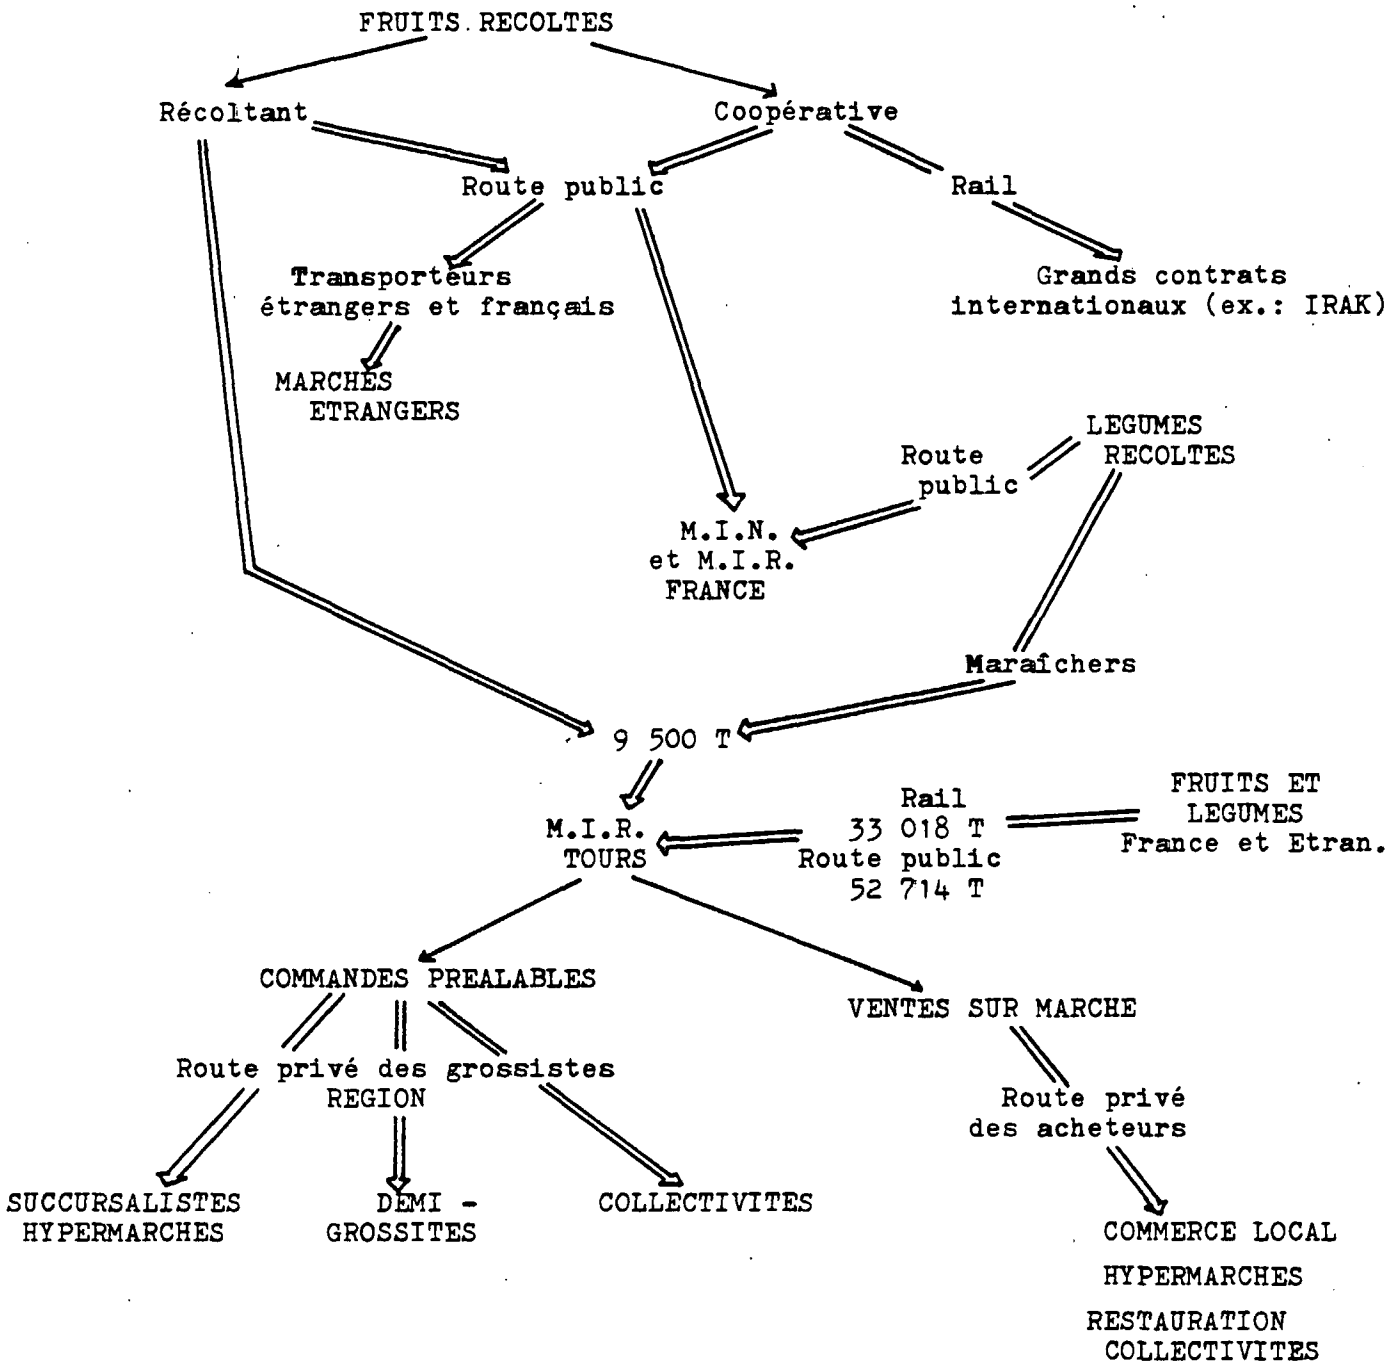 FRUITS RECOLTES
Récoltant
Coopérative
Route public
Rail
Transporteurs
étrangers et français
Grands contrats
internationaux (ex.: IRAK)
MARCHES
ETRANGERS
LEGUMES
RECOLTES
Route
public
M.I.N.
et M.I.R.
FRANCE
Maraîchers
9 500 T
M.I.R.
TOURS
Rail
33 018 T
Route public
52 714 T
FRUITS ET
LEGUMES
France et Etran.
COMMANDES PREALABLES
VENTES SUR MARCHE
Route privé des grossistes
REGION
Route privé
des acheteurs
SUCCURSALISTES
HYPERMARCHES
DEMI -
GROSSITES
COLLECTIVITES
COMMERCE LOCAL
HYPERMARCHES
RESTAURATION
COLLECTIVITES